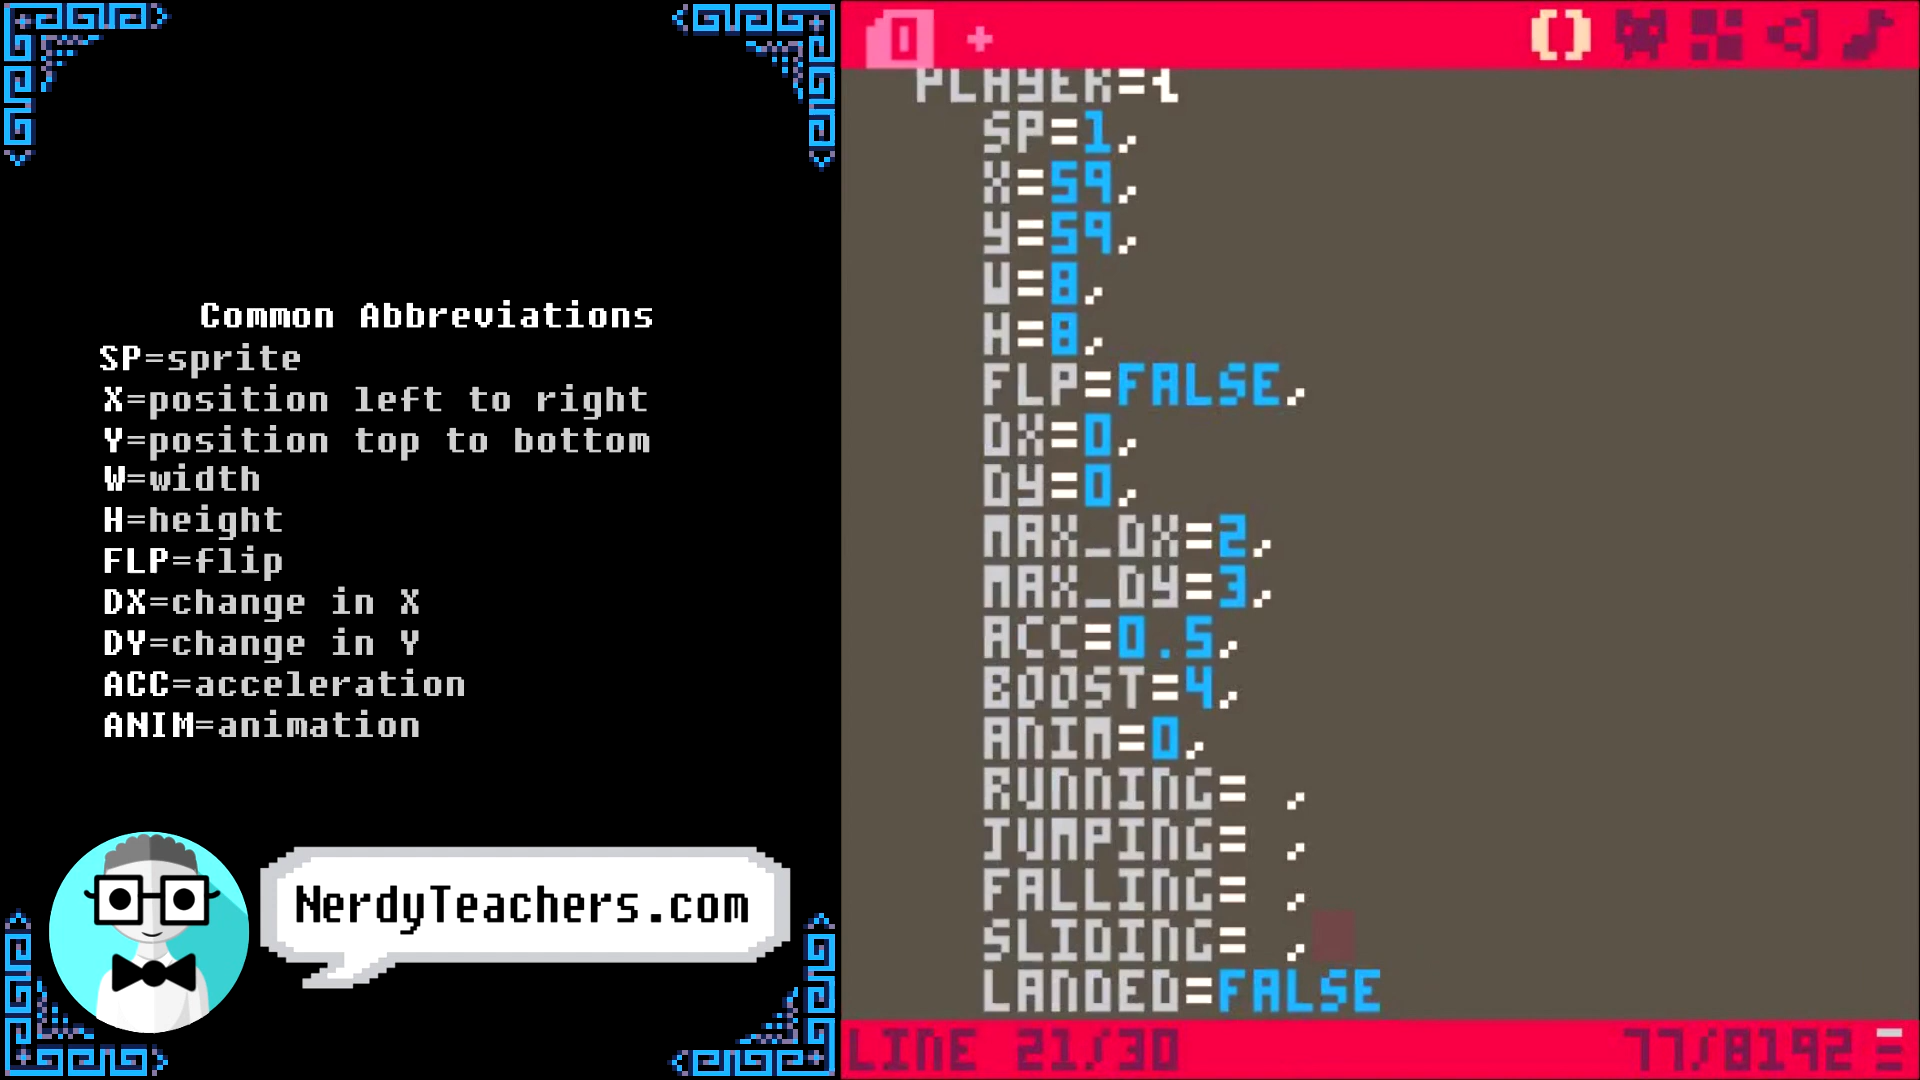 Common Abbreviations
SP=sprite
X=position left to right
Y=position top to bottom
W=width
H=height
FLP=flip
DX=change in X
DY=change in Y
ACC=acceleration
ANIM=animation
NerdyTeachers.com
0 +
PLAYER={
SP=1,
X=59,
Y=59,
W=8,
H=8,
FLP=FALSE,
DX=0,
DY=0,
MAX_DX=2,
MAX_DY=3,
ACC=0.5,
BOOST=4,
ANIM=0,
RUNNING= ,
JUMPING= ,
FALLING= ,
SLIDING= ,
LANDED=FALSE
LINE 21/30
77/8192